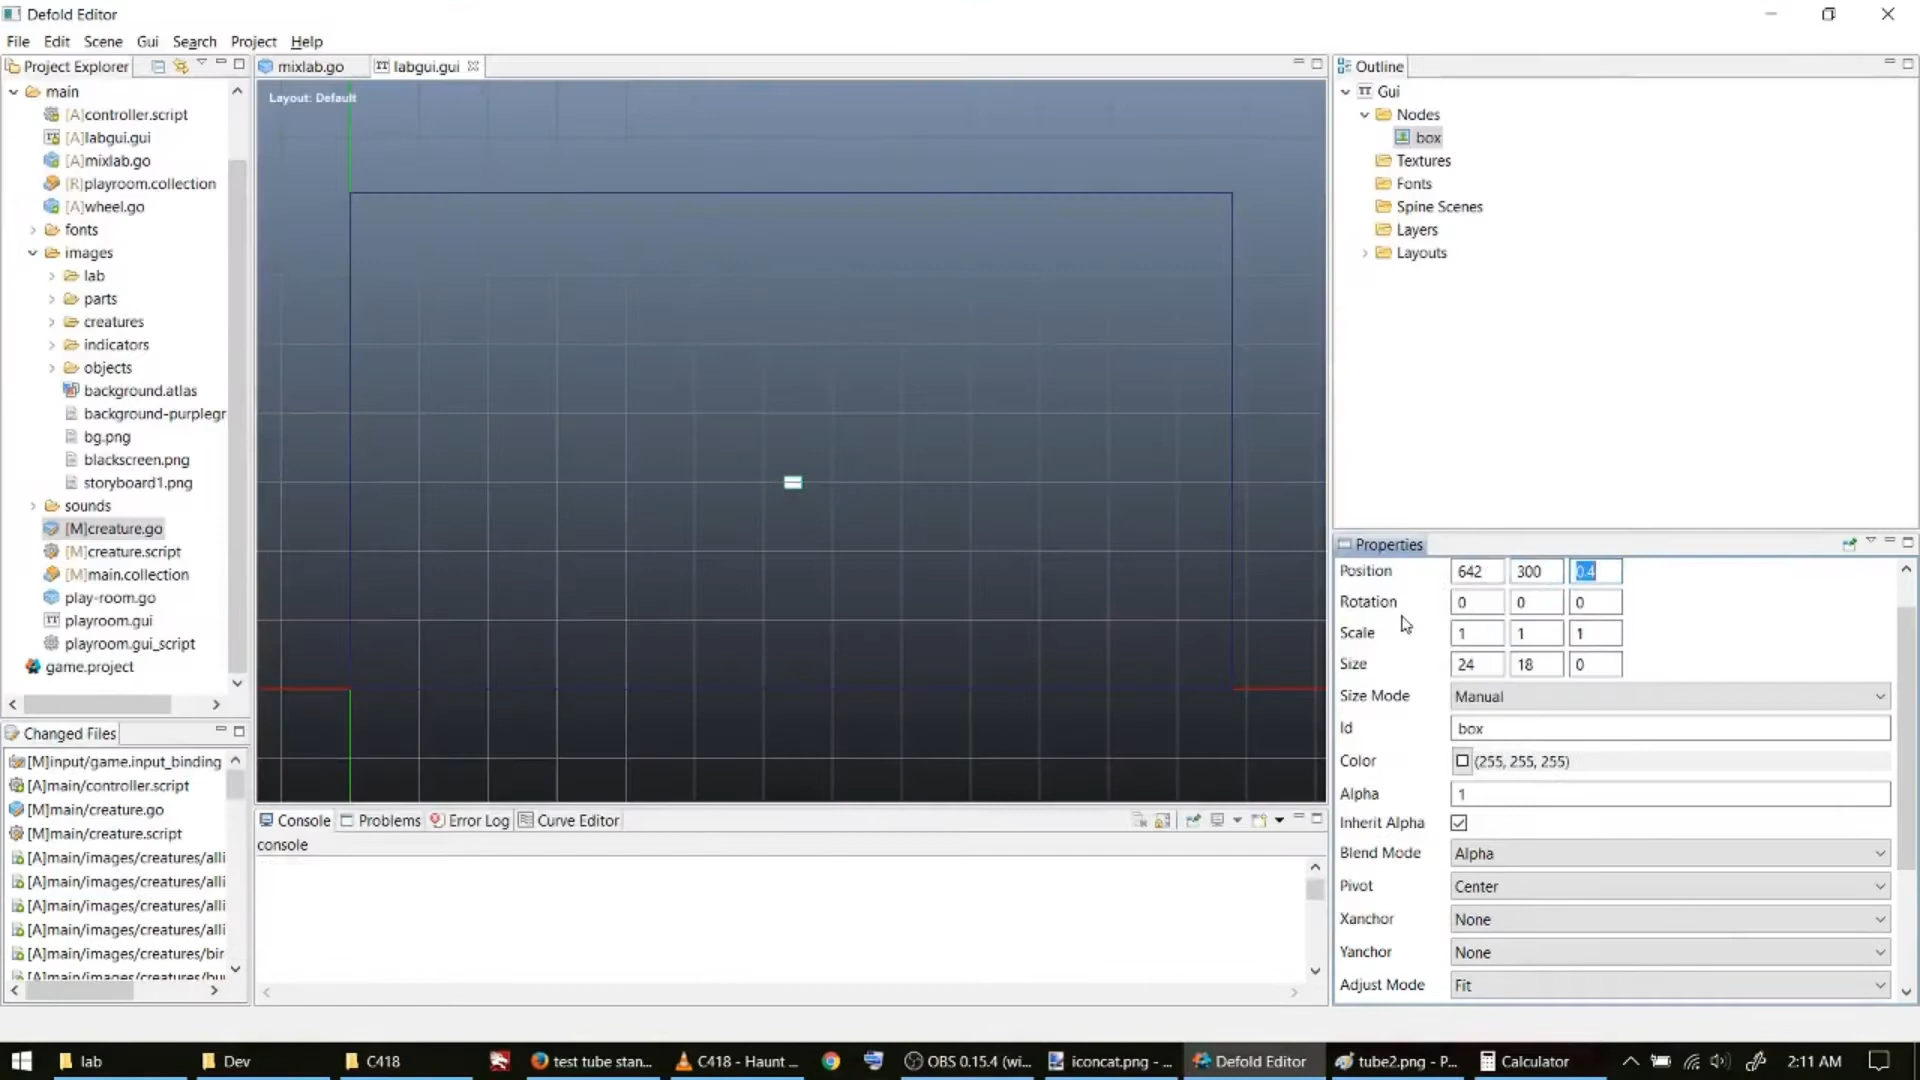 Defold Editor
File Edit Scene Gui Search Project Help
Project Explorer
main
[A]controller.script
[A]labgui.gui
[A]mixlab.go
[R]playroom.collection
[A]wheel.go
fonts
images
lab
parts
creatures
indicators
objects
background.atlas
background-purplegr
bg.png
blackscreen.png
storyboard1.png
sounds
[M]creature.go
[M]creature.script
[M]main.collection
play-room.go
playroom.gui
playroom.gui_script
game.project
Changed Files
[M]input/game.input_binding
[A]main/controller.script
[M]main/creature.go
[M]main/creature.script
[A]main/images/creatures/alli
[A]main/images/creatures/alli
[A]main/images/creatures/alli
[A]main/images/creatures/alli
[A]main/images/creatures/bir
[A]main/images/creatures/bu
mixlab.go labgui.gui
Layout: Default
Console Problems Error Log Curve Editor
console
Outline
Gui
Nodes
box
Textures
Fonts
Spine Scenes
Layers
Layouts
Properties
Position 642 300 0.4
Rotation 0 0 0
Scale 1 1 1
Size 24 18 0
Size Mode Manual
Id box
Color (255, 255, 255)
Alpha 1
Inherit Alpha
Blend Mode Alpha
Pivot Center
Xanchor None
Yanchor None
Adjust Mode Fit
lab Dev C418 test tube stan... C418 - Haunt ... OBS 0.15.4 (wi... iconcat.png - ... Defold Editor tube2.png - P... Calculator 2:11 AM